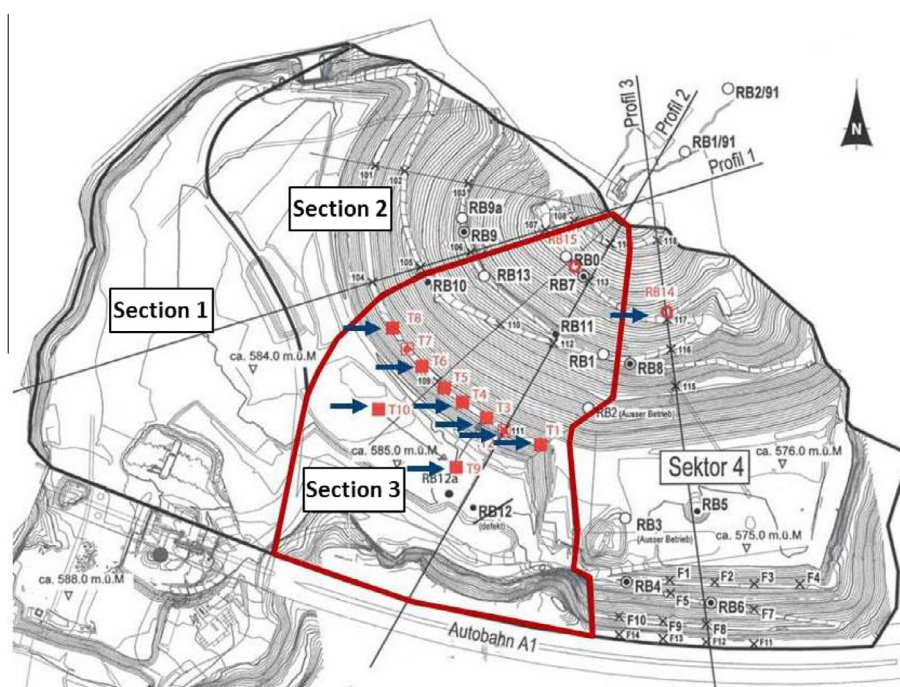 RB2/91
Profil 3
Profil 2
RB1/91
Profil 1
N
101
102
103
Section 2
RB9a
RB9
106
107
108
118
RB15
RB0
RB7
113
105
104
RB10
RB13
RB14
117
Section 1
110
RB11
112
T8
T7
T6
116
RB1
RB8
ca. 584.0 m.ü.M
109
T5
T4
115
T10
T3
RB2 (Ausser Betrieb)
111
T1
T2
ca. 585.0 m.ü.M
ca. 576.0 m.ü.M
Sektor 4
T9
RB12a
Section 3
RB12
(defekt)
RB5
RB3
(Ausser Betrieb)
ca. 575.0 m.ü.M
ca. 588.0 m.ü.M
RB4
F1
F2
F3
F4
F5
RB6
F7
F10
F9
F8
F14
F13
F12
F11
Autobahn A1